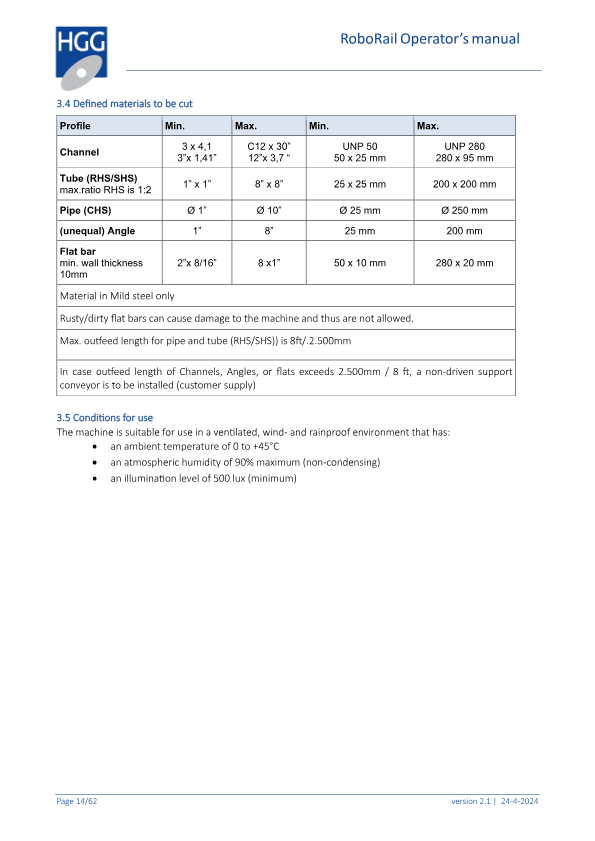 HGG
RoboRail Operator's manual
3.4 Defined materials to be cut
Profile Min. Max. Min. Max.
Channel
3 x 4,1
3”x 1,41”
C12 x 30”
12”x 3,7 “
UNP 50
50 x 25 mm
UNP 280
280 x 95 mm
Tube (RHS/SHS)
max.ratio RHS is 1:2
1” x 1” 8” x 8” 25 x 25 mm 200 x 200 mm
Pipe (CHS) Ø 1” Ø 10” Ø 25 mm Ø 250 mm
(unequal) Angle 1” 8” 25 mm 200 mm
Flat bar
min. wall thickness
10mm
2”x 8/16” 8 x1” 50 x 10 mm 280 x 20 mm
Material in Mild steel only
Rusty/dirty flat bars can cause damage to the machine and thus are not allowed.
Max. outfeed length for pipe and tube (RHS/SHS)) is 8ft/.2.500mm
In case outfeed length of Channels, Angles, or flats exceeds 2.500mm / 8 ft, a non-driven support
conveyor is to be installed (customer supply)
3.5 Conditions for use
The machine is suitable for use in a ventilated, wind- and rainproof environment that has:
• an ambient temperature of 0 to +45°C
• an atmospheric humidity of 90% maximum (non-condensing)
• an illumination level of 500 lux (minimum)
Page 14/62
version 2.1 | 24-4-2024